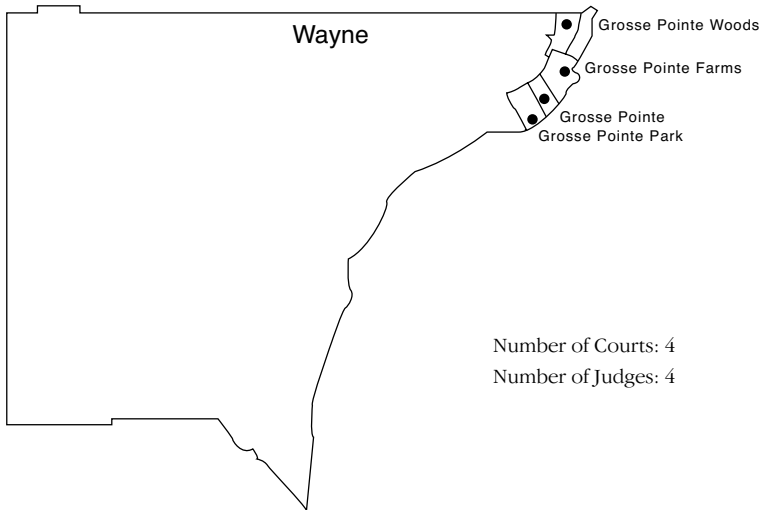 Wayne
Grosse Pointe Woods
Grosse Pointe Farms
Grosse Pointe
Grosse Pointe Park
Number of Courts: 4
Number of Judges: 4